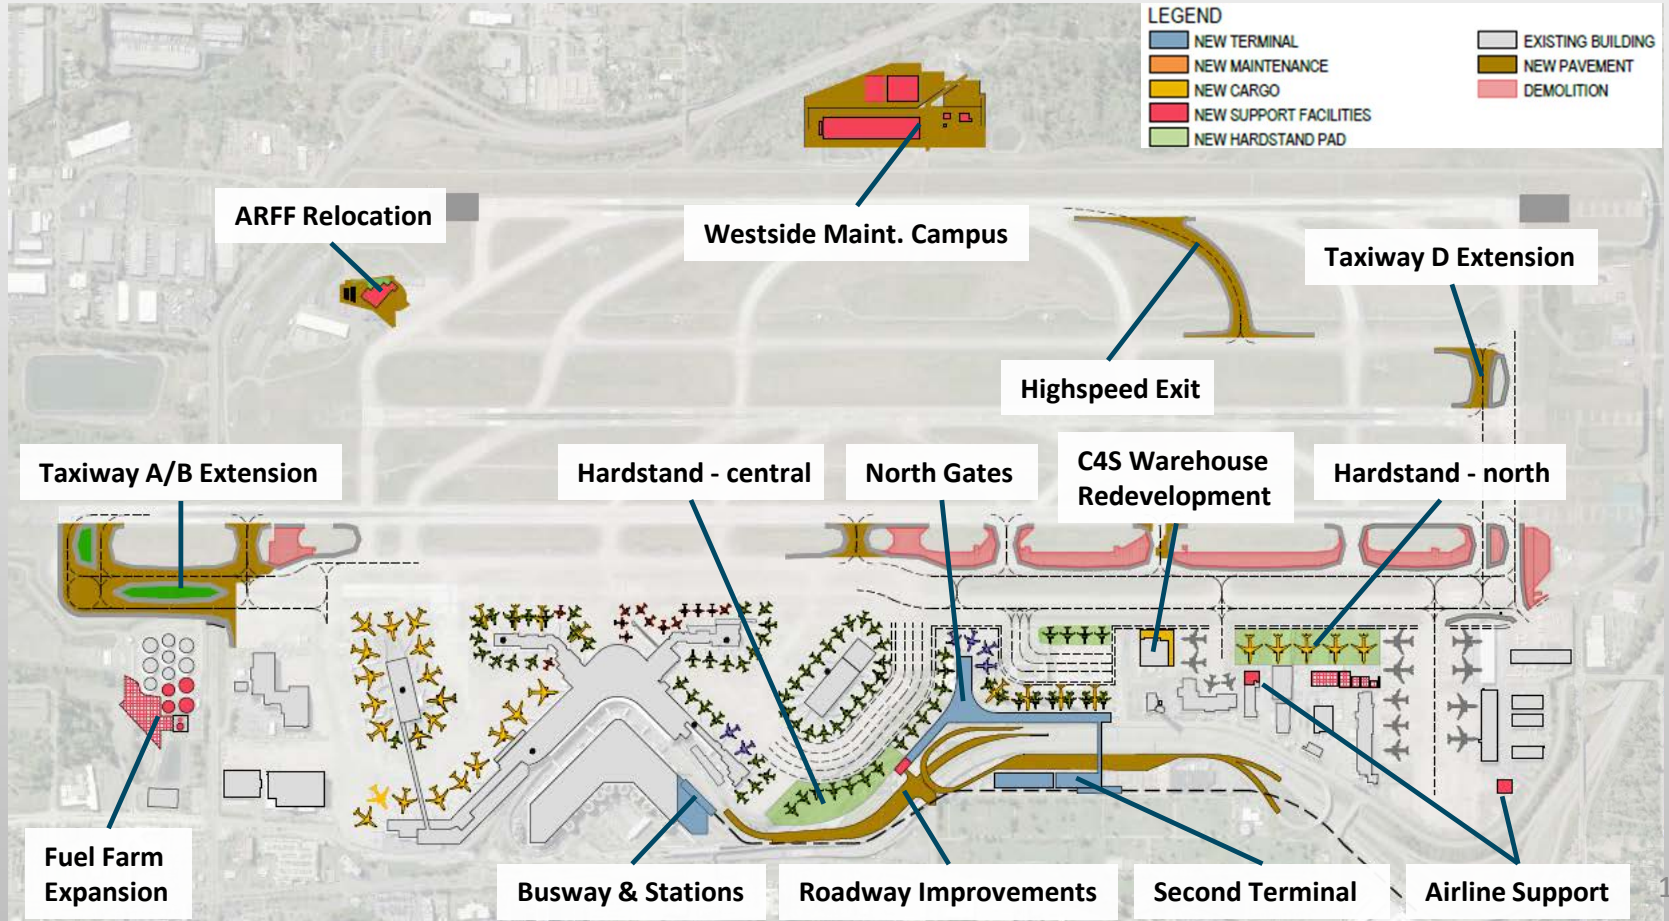 LEGEND
NEW TERMINAL
NEW MAINTENANCE
NEW CARGO
NEW SUPPORT FACILITIES
NEW HARDSTAND PAD
EXISTING BUILDING
NEW PAVEMENT
DEMOLITION
ARFF Relocation
Westside Maint. Campus
Taxiway D Extension
Highspeed Exit
Taxiway A/B Extension
Hardstand - central
North Gates
C4S Warehouse
Redevelopment
Hardstand - north
Fuel Farm
Expansion
Busway & Stations
Roadway Improvements
Second Terminal
Airline Support
1